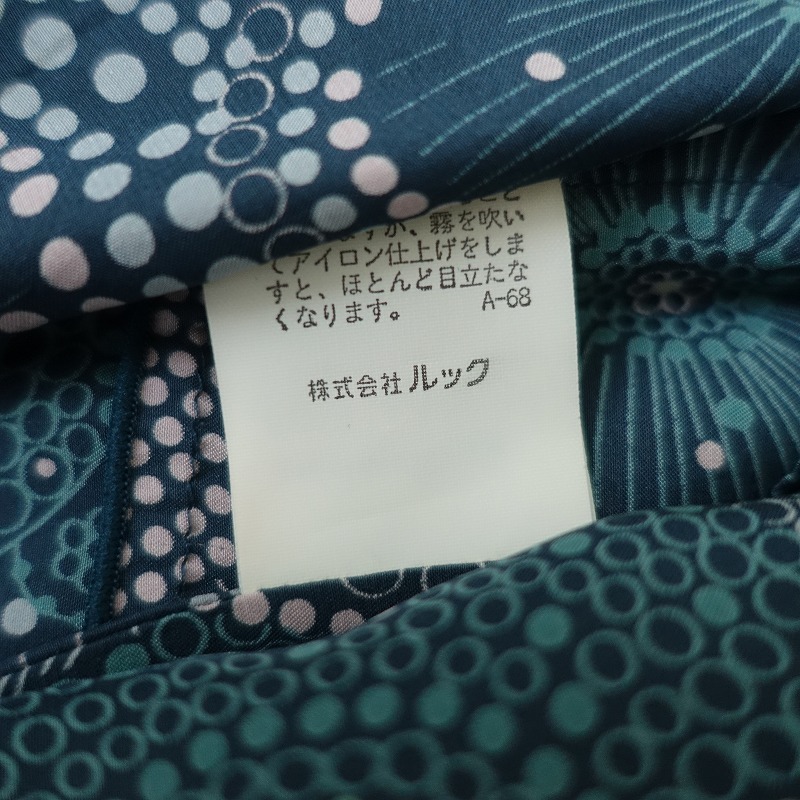 すが、霧を吹い
てアイロン仕上げをしま
すと、ほとんど目立たな
くなります。 A-68
株式会社ルック